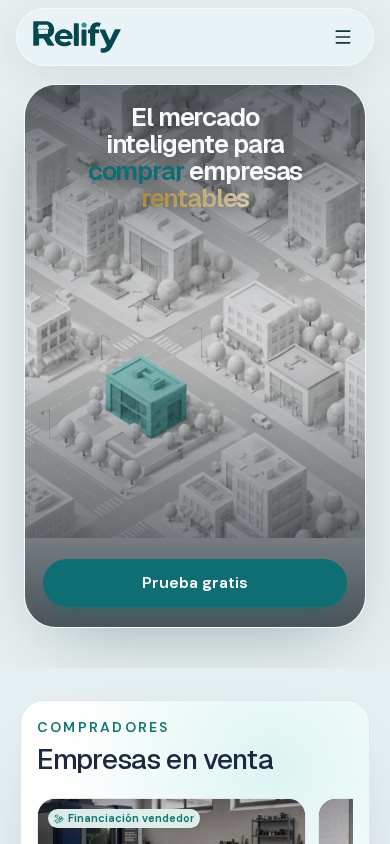 Relify
El mercado
inteligente para
comprar empresas
rentables
Prueba gratis
COMPRADORES
Empresas en venta
Financiación vendedor